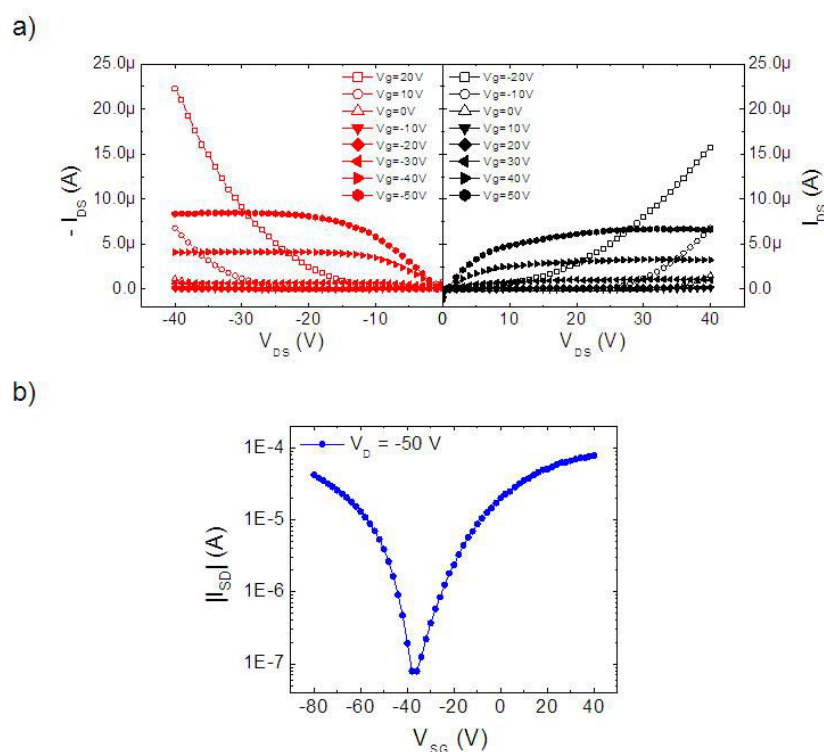 a)
25.0µ
20.0µ
15.0µ
10.0µ
5.0µ
0.0
- I_DS (A)
Vg=20V
Vg=10V
Vg=0V
Vg=-10V
Vg=-20V
Vg=-30V
Vg=-40V
Vg=-50V
-40 -30 -20 -10 0
V_DS (V)
Vg=-20V
Vg=-10V
Vg=0V
Vg=10V
Vg=20V
Vg=30V
Vg=40V
Vg=50V
10 20 30 40
V_DS (V)
25.0µ
20.0µ
15.0µ
10.0µ
5.0µ
0.0
I_DS (A)
b)
V_D = -50 V
1E-4
1E-5
1E-6
1E-7
||I_SD| (A)
-80 -60 -40 -20 0 20 40
V_SG (V)